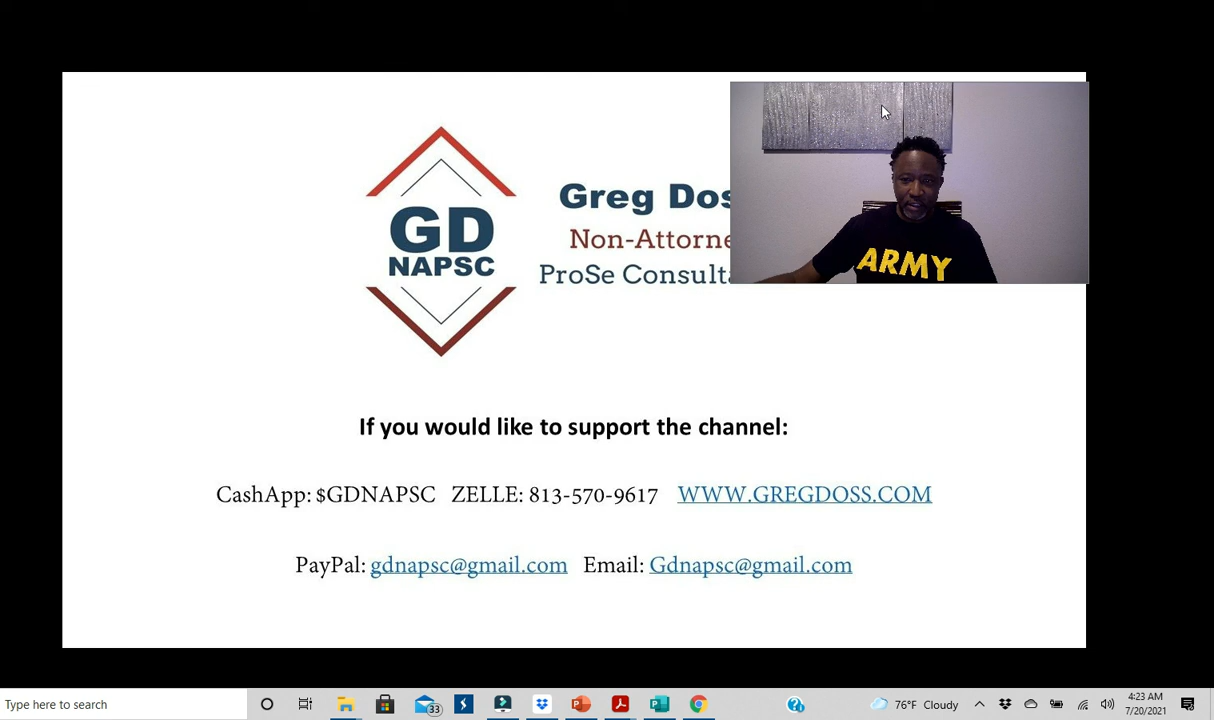 GD
NAPSC
Greg Dos
Non-Attorne
ProSe Consulta
ARMY
If you would like to support the channel:
CashApp: $GDNAPSC ZELLE: 813-570-9617 WWW.GREGDOSS.COM
PayPal: gdnapsc@gmail.com Email: Gdnapsc@gmail.com
Type here to search
33
76°F Cloudy
4:23 AM
7/20/2021